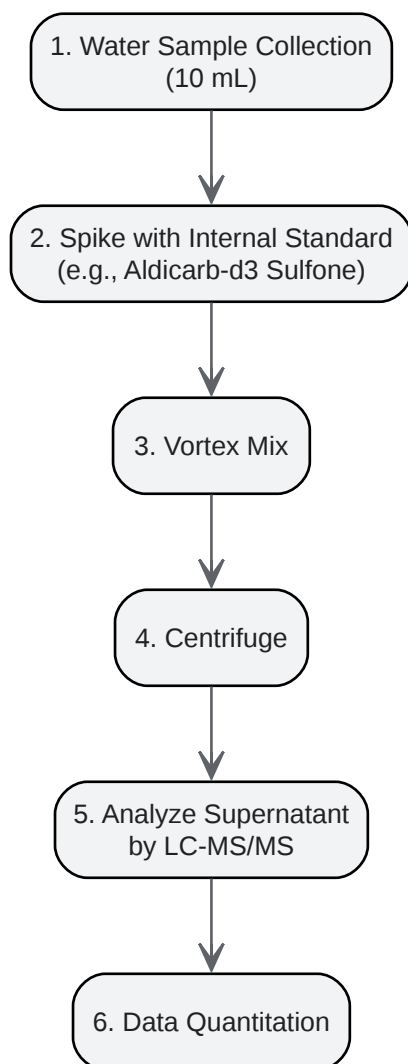 1. Water Sample Collection
(10 mL)
2. Spike with Internal Standard
(e.g., Aldicarb-d3 Sulfone)
3. Vortex Mix
4. Centrifuge
5. Analyze Supernatant
by LC-MS/MS
6. Data Quantitation